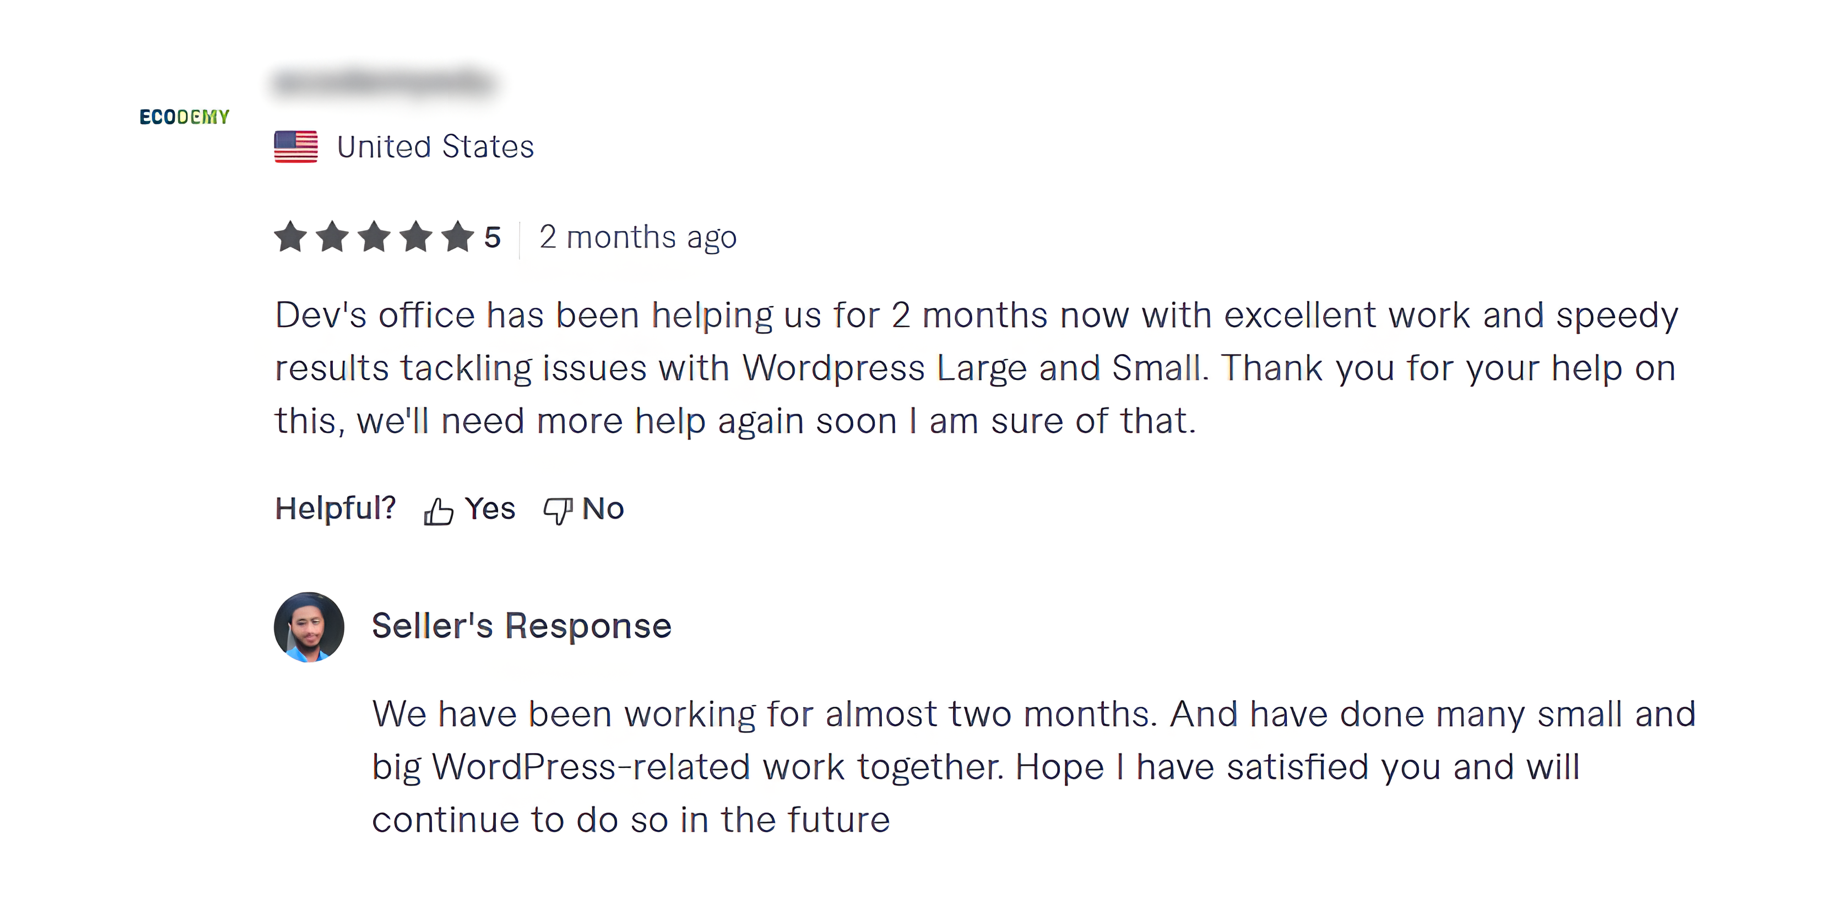 ECODEMY
United States
5 2 months ago
Dev's office has been helping us for 2 months now with excellent work and speedy
results tackling issues with Wordpress Large and Small. Thank you for your help on
this, we'll need more help again soon I am sure of that.
Helpful? Yes No
Seller's Response
We have been working for almost two months. And have done many small and
big WordPress-related work together. Hope I have satisfied you and will
continue to do so in the future